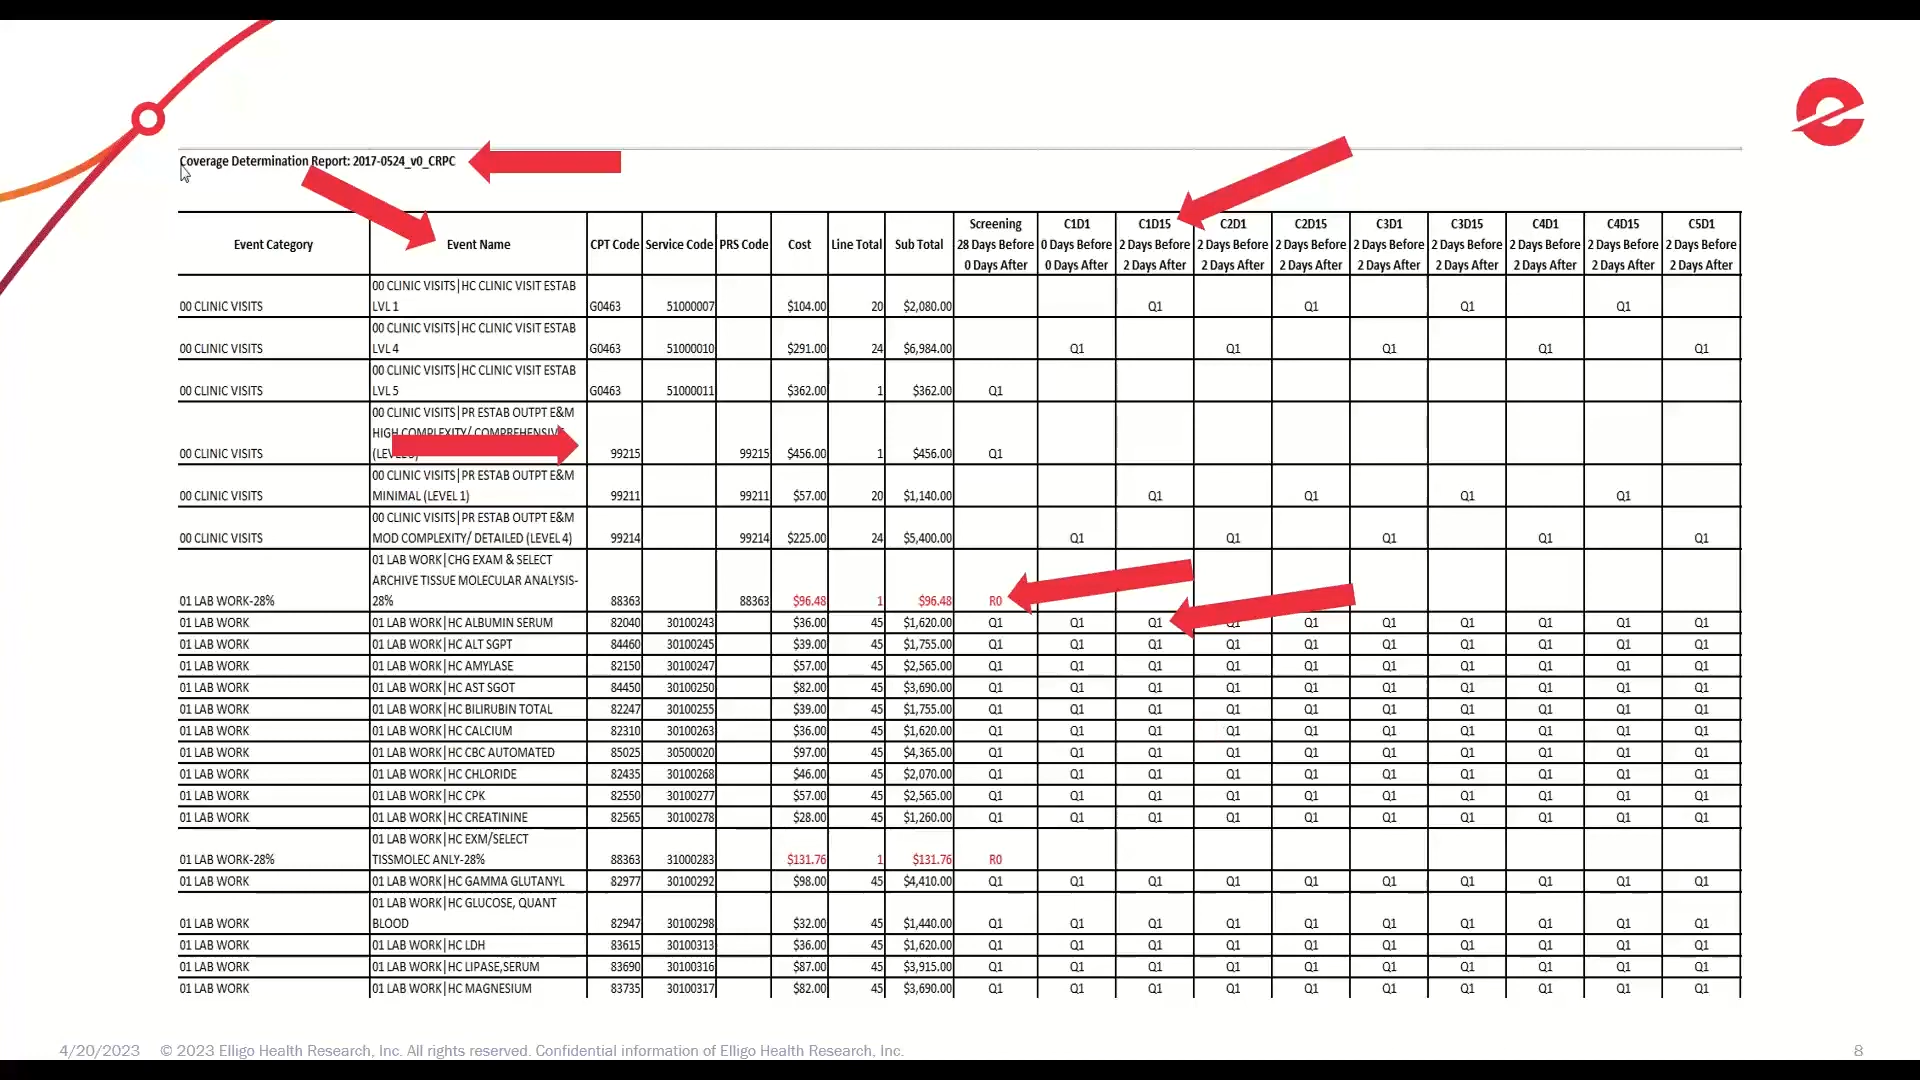 Coverage Determination Report: 2017-0524_v0_CRPC
Event Category | Event Name | CPT Code | Service Code | PRS Code | Cost | Line Total | Sub Total | Screening 28 Days Before 0 Days After | C1D1 0 Days Before 0 Days After | C1D15 2 Days Before 2 Days After | C2D1 2 Days Before 2 Days After | C2D15 2 Days Before 2 Days After | C3D1 2 Days Before 2 Days After | C3D15 2 Days Before 2 Days After | C4D1 2 Days Before 2 Days After | C4D15 2 Days Before 2 Days After | C5D1 2 Days Before 2 Days After
00 CLINIC VISITS 00 CLINIC VISITS|HC CLINIC VISIT ESTAB LVL 1 G0463 51000007 $104.00 20 $2,080.00 Q1 Q1 Q1 Q1
00 CLINIC VISITS 00 CLINIC VISITS|HC CLINIC VISIT ESTAB LVL 4 G0463 51000010 $291.00 24 $6,984.00 Q1 Q1 Q1 Q1 Q1
00 CLINIC VISITS 00 CLINIC VISITS|HC CLINIC VISIT ESTAB LVL 5 G0463 51000011 $362.00 1 $362.00 Q1
00 CLINIC VISITS 00 CLINIC VISITS|PR ESTAB OUTPT E&M HIGH COMPLEXITY/ COMPREHENSIVE 99215 99215 $456.00 1 $456.00 Q1
00 CLINIC VISITS 00 CLINIC VISITS|PR ESTAB OUTPT E&M MINIMAL (LEVEL 1) 99211 99211 $57.00 20 $1,140.00 Q1 Q1 Q1 Q1
00 CLINIC VISITS 00 CLINIC VISITS|PR ESTAB OUTPT E&M MOD COMPLEXITY/ DETAILED (LEVEL 4) 99214 99214 $225.00 24 $5,400.00 Q1 Q1 Q1 Q1 Q1
01 LAB WORK-28% 01 LAB WORK|CHG EXAM & SELECT ARCHIVE TISSUE MOLECULAR ANALYSIS-28% 88363 88363 $96.48 1 $96.48 R0
01 LAB WORK 01 LAB WORK|HC ALBUMIN SERUM 82040 30100243 $36.00 45 $1,620.00 Q1 Q1 Q1 Q1 Q1 Q1 Q1 Q1 Q1 Q1
01 LAB WORK 01 LAB WORK|HC ALT SGPT 84460 30100245 $39.00 45 $1,755.00 Q1 Q1 Q1 Q1 Q1 Q1 Q1 Q1 Q1 Q1
01 LAB WORK 01 LAB WORK|HC AMYLASE 82150 30100247 $57.00 45 $2,565.00 Q1 Q1 Q1 Q1 Q1 Q1 Q1 Q1 Q1 Q1
01 LAB WORK 01 LAB WORK|HC AST SGOT 84450 30100250 $82.00 45 $3,690.00 Q1 Q1 Q1 Q1 Q1 Q1 Q1 Q1 Q1 Q1
01 LAB WORK 01 LAB WORK|HC BILIRUBIN TOTAL 82247 30100255 $39.00 45 $1,755.00 Q1 Q1 Q1 Q1 Q1 Q1 Q1 Q1 Q1 Q1
01 LAB WORK 01 LAB WORK|HC CALCIUM 82310 30100263 $36.00 45 $1,620.00 Q1 Q1 Q1 Q1 Q1 Q1 Q1 Q1 Q1 Q1
01 LAB WORK 01 LAB WORK|HC CBC AUTOMATED 85025 30500020 $97.00 45 $4,365.00 Q1 Q1 Q1 Q1 Q1 Q1 Q1 Q1 Q1 Q1
01 LAB WORK 01 LAB WORK|HC CHLORIDE 82435 30100268 $46.00 45 $2,070.00 Q1 Q1 Q1 Q1 Q1 Q1 Q1 Q1 Q1 Q1
01 LAB WORK 01 LAB WORK|HC CPK 82550 30100277 $57.00 45 $2,565.00 Q1 Q1 Q1 Q1 Q1 Q1 Q1 Q1 Q1 Q1
01 LAB WORK 01 LAB WORK|HC CREATININE 82565 30100278 $28.00 45 $1,260.00 Q1 Q1 Q1 Q1 Q1 Q1 Q1 Q1 Q1 Q1
01 LAB WORK-28% 01 LAB WORK|HC EXM/SELECT TISSMOLEC ANLY-28% 88363 31000283 $131.76 1 $131.76 R0
01 LAB WORK 01 LAB WORK|HC GAMMA GLUTANYL 82977 30100292 $98.00 45 $4,410.00 Q1 Q1 Q1 Q1 Q1 Q1 Q1 Q1 Q1 Q1
01 LAB WORK 01 LAB WORK|HC GLUCOSE, QUANT BLOOD 82947 30100298 $32.00 45 $1,440.00 Q1 Q1 Q1 Q1 Q1 Q1 Q1 Q1 Q1 Q1
01 LAB WORK 01 LAB WORK|HC LDH 83615 30100313 $36.00 45 $1,620.00 Q1 Q1 Q1 Q1 Q1 Q1 Q1 Q1 Q1 Q1
01 LAB WORK 01 LAB WORK|HC LIPASE,SERUM 83690 30100316 $87.00 45 $3,915.00 Q1 Q1 Q1 Q1 Q1 Q1 Q1 Q1 Q1 Q1
01 LAB WORK 01 LAB WORK|HC MAGNESIUM 83735 30100317 $82.00 45 $3,690.00 Q1 Q1 Q1 Q1 Q1 Q1 Q1 Q1 Q1 Q1
4/20/2023 © 2023 Elligo Health Research, Inc. All rights reserved. Confidential information of Elligo Health Research, Inc. 8